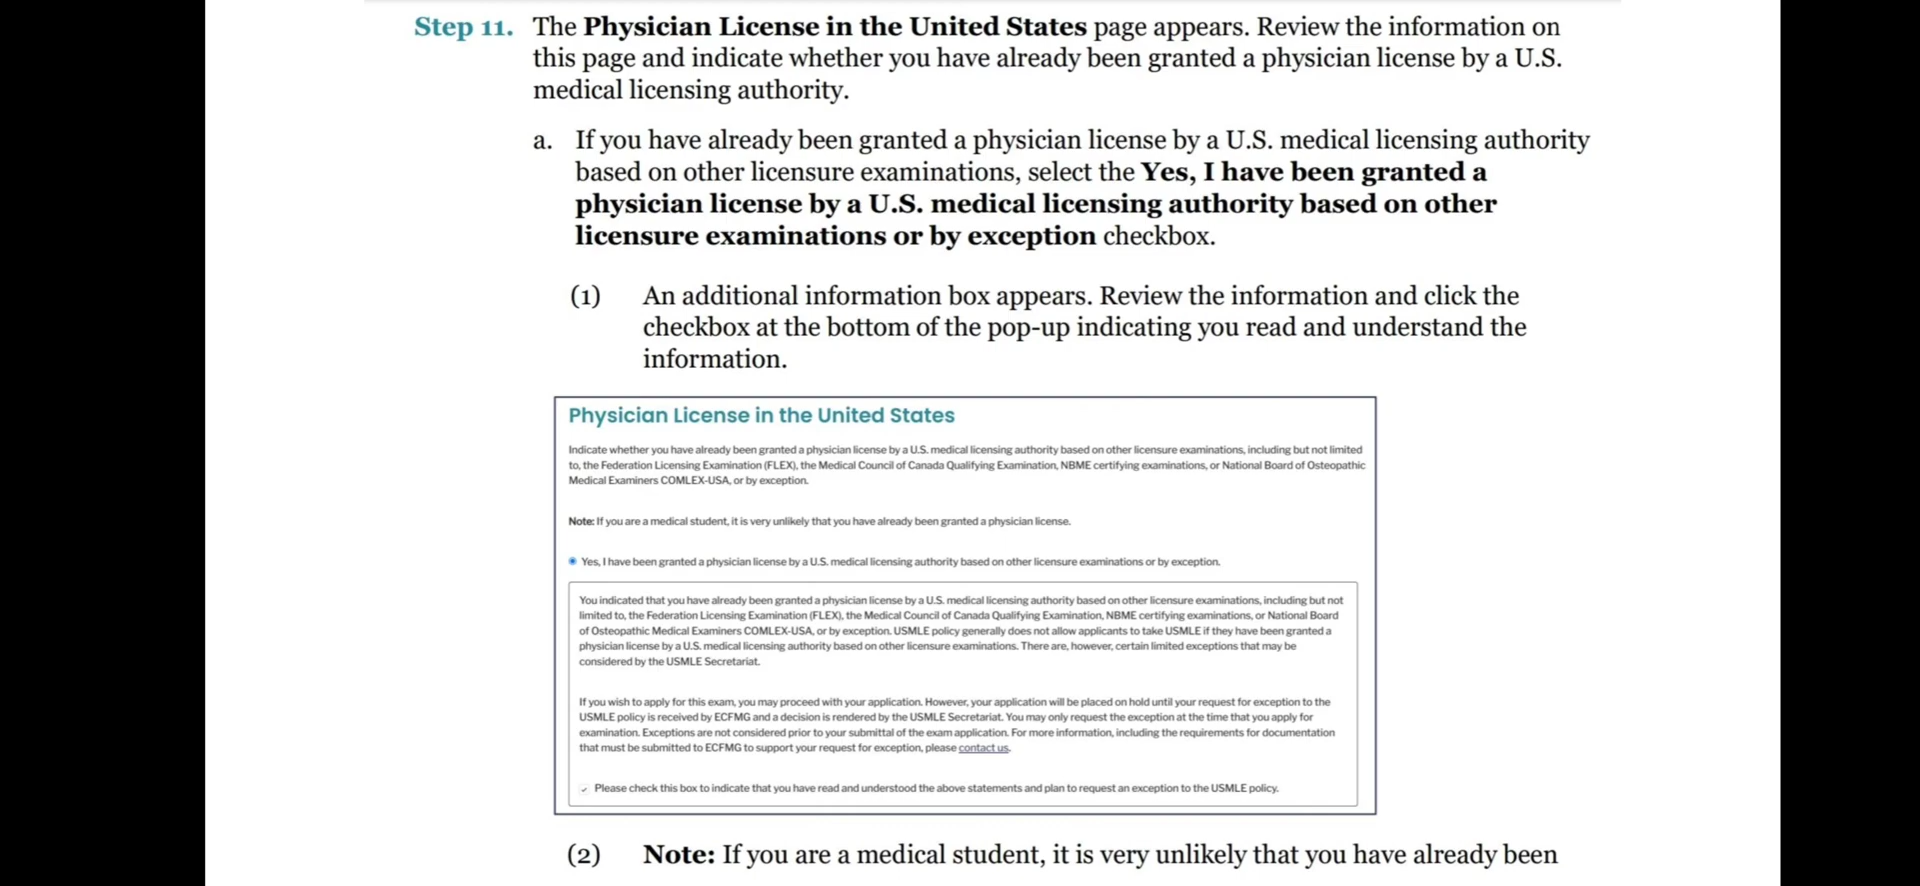 Step 11. The Physician License in the United States page appears. Review the information on
this page and indicate whether you have already been granted a physician license by a U.S.
medical licensing authority.
a. If you have already been granted a physician license by a U.S. medical licensing authority
based on other licensure examinations, select the Yes, I have been granted a
physician license by a U.S. medical licensing authority based on other
licensure examinations or by exception checkbox.
(1) An additional information box appears. Review the information and click the
checkbox at the bottom of the pop-up indicating you read and understand the
information.
Physician License in the United States
Indicate whether you have already been granted a physician license by a U.S. medical licensing authority based on other licensure examinations, including but not limited
to, the Federation Licensing Examination (FLEX), the Medical Council of Canada Qualifying Examination, NBME certifying examinations, or National Board of Osteopathic
Medical Examiners COMLEX-USA, or by exception.
Note: If you are a medical student, it is very unlikely that you have already been granted a physician license.
Yes, I have been granted a physician license by a U.S. medical licensing authority based on other licensure examinations or by exception.
You indicated that you have already been granted a physician license by a U.S. medical licensing authority based on other licensure examinations, including but not
limited to, the Federation Licensing Examination (FLEX), the Medical Council of Canada Qualifying Examination, NBME certifying examinations, or National Board
of Osteopathic Medical Examiners COMLEX-USA, or by exception. USMLE policy generally does not allow applicants to take USMLE if they have been granted a
physician license by a U.S. medical licensing authority based on other licensure examinations. There are, however, certain limited exceptions that may be
considered by the USMLE Secretariat.
If you wish to apply for this exam, you may proceed with your application. However, your application will be placed on hold until your request for exception to the
USMLE policy is received by ECFMG and a decision is rendered by the USMLE Secretariat. You may only request the exception at the time that you apply for
examination. Exceptions are not considered prior to your submittal of the exam application. For more information, including the requirements for documentation
that must be submitted to ECFMG to support your request for exception, please contact us.
Please check this box to indicate that you have read and understood the above statements and plan to request an exception to the USMLE policy.
(2) Note: If you are a medical student, it is very unlikely that you have already been